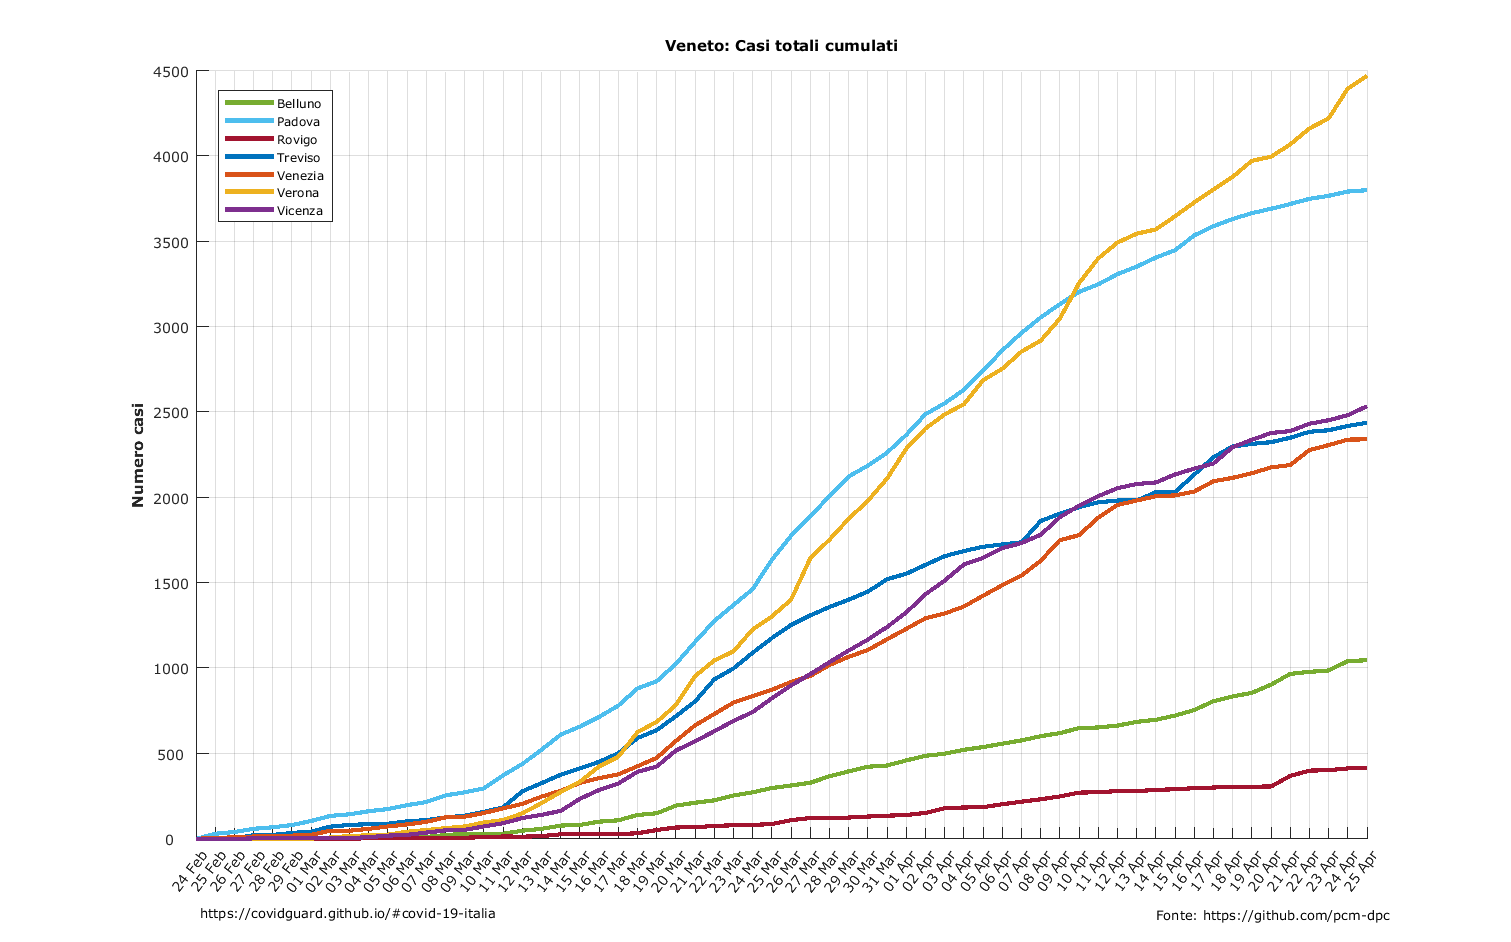 Veneto: Casi totali cumulati
Numero casi
4500
4000
3500
3000
2500
2000
1500
1000
500
0
Belluno
Padova
Rovigo
Treviso
Venezia
Verona
Vicenza
24 Feb
25 Feb
26 Feb
27 Feb
28 Feb
29 Feb
01 Mar
02 Mar
03 Mar
04 Mar
05 Mar
06 Mar
07 Mar
08 Mar
09 Mar
10 Mar
11 Mar
12 Mar
13 Mar
14 Mar
15 Mar
16 Mar
17 Mar
18 Mar
19 Mar
20 Mar
21 Mar
22 Mar
23 Mar
24 Mar
25 Mar
26 Mar
27 Mar
28 Mar
29 Mar
30 Mar
31 Mar
01 Apr
02 Apr
03 Apr
04 Apr
05 Apr
06 Apr
07 Apr
08 Apr
09 Apr
10 Apr
11 Apr
12 Apr
13 Apr
14 Apr
15 Apr
16 Apr
17 Apr
18 Apr
19 Apr
20 Apr
21 Apr
22 Apr
23 Apr
24 Apr
25 Apr
https://covidguard.github.io/#covid-19-italia
Fonte: https://github.com/pcm-dpc